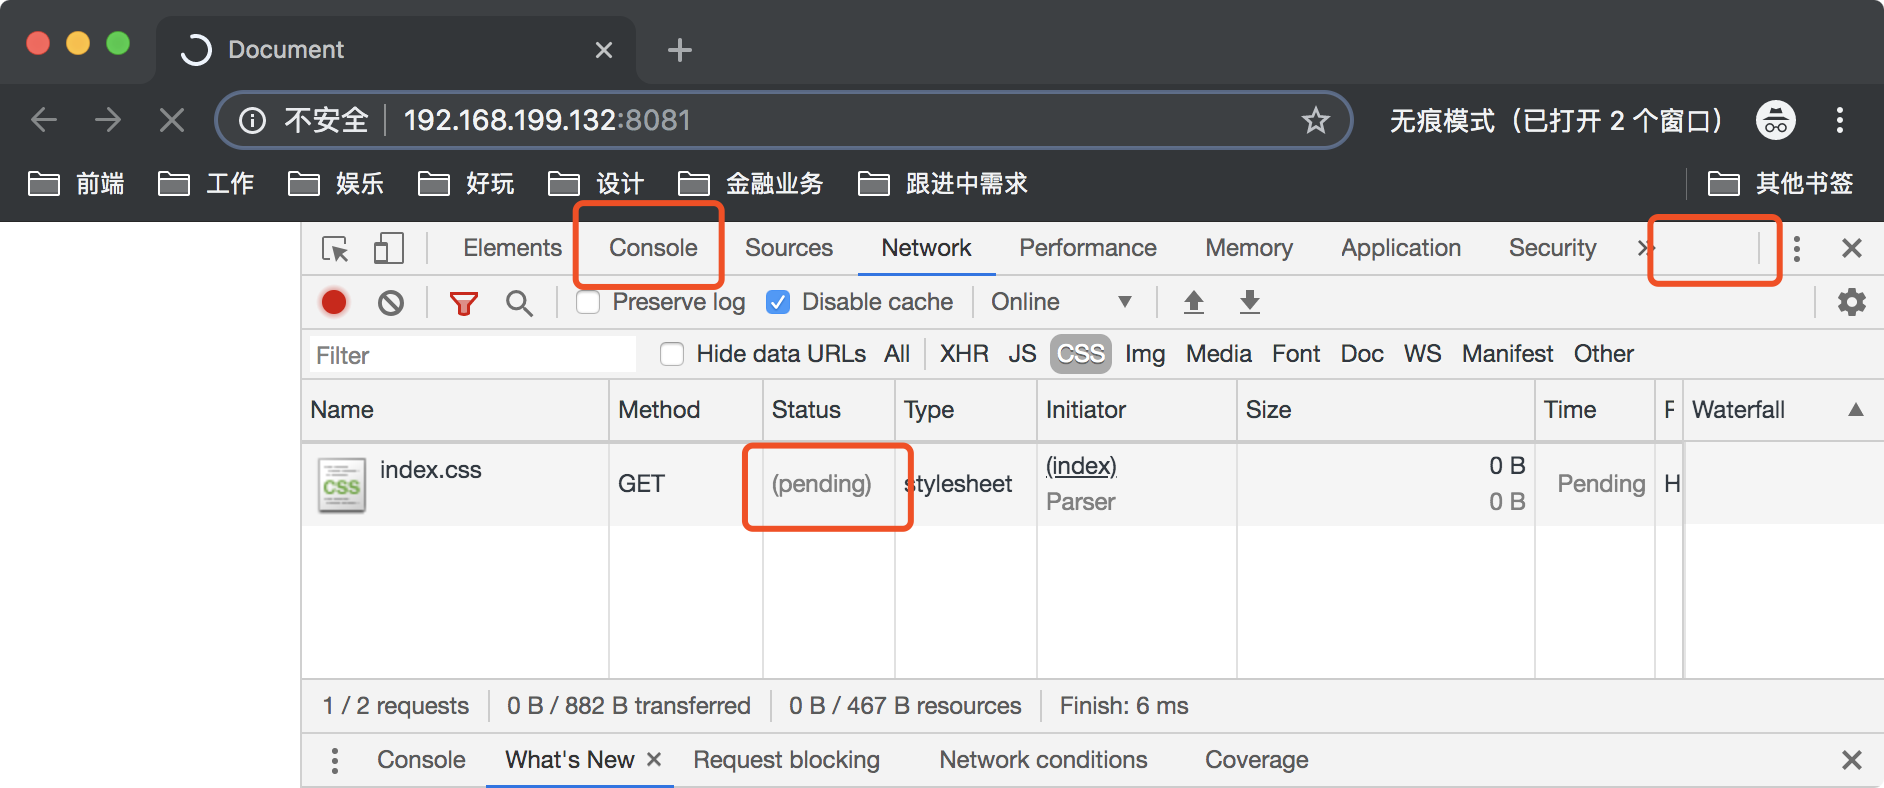 Document
不安全 192.168.199.132:8081 无痕模式（已打开 2 个窗口）
前端 工作 娱乐 好玩 设计 金融业务 跟进中需求 其他书签
Elements Console Sources Network Performance Memory Application Security
Preserve log Disable cache Online
Filter Hide data URLs All XHR JS CSS Img Media Font Doc WS Manifest Other
Name Method Status Type Initiator Size Time Waterfall
index.css GET (pending) stylesheet (index) 0 B Pending H
CSS Parser 0 B
1 / 2 requests 0 B / 882 B transferred 0 B / 467 B resources Finish: 6 ms
Console What's New Request blocking Network conditions Coverage